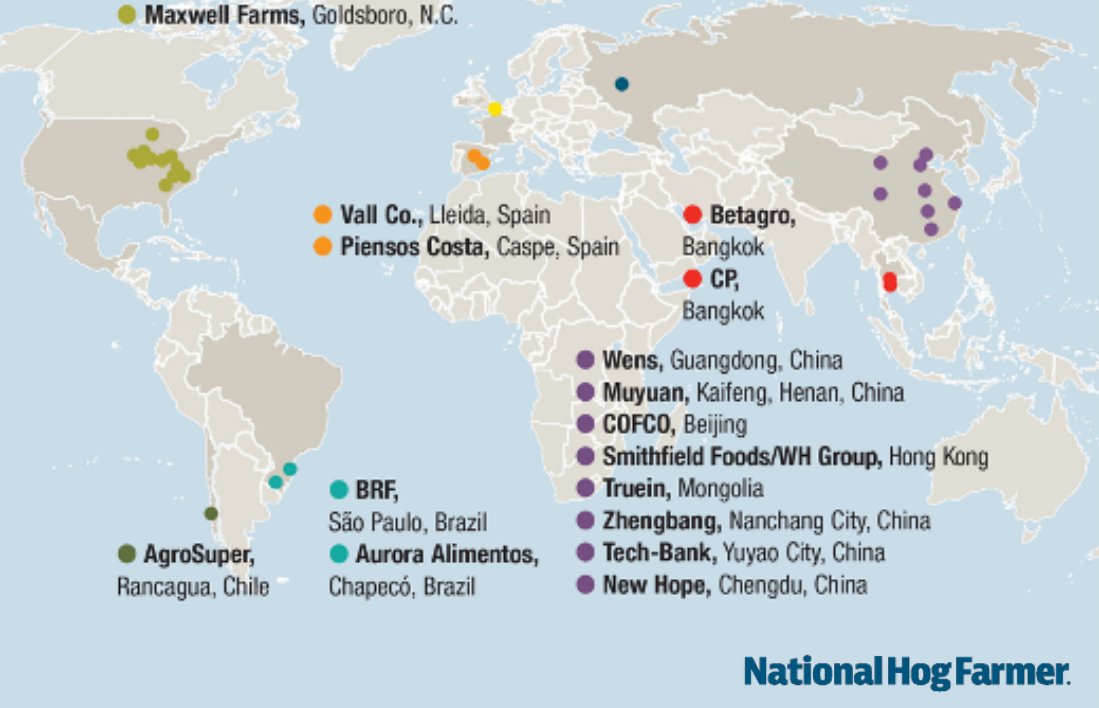 Maxwell Farms, Goldsboro, N.C.
Vall Co., Lleida, Spain
Piensos Costa, Caspe, Spain
Betagro,
Bangkok
CP,
Bangkok
Wens, Guangdong, China
Muyuan, Kaifeng, Henan, China
COFCO, Beijing
Smithfield Foods/WH Group, Hong Kong
Truein, Mongolia
Zhengbang, Nanchang City, China
Tech-Bank, Yuyao City, China
New Hope, Chengdu, China
BRF,
São Paulo, Brazil
Aurora Alimentos,
Chapecó, Brazil
AgroSuper,
Rancagua, Chile
National Hog Farmer.